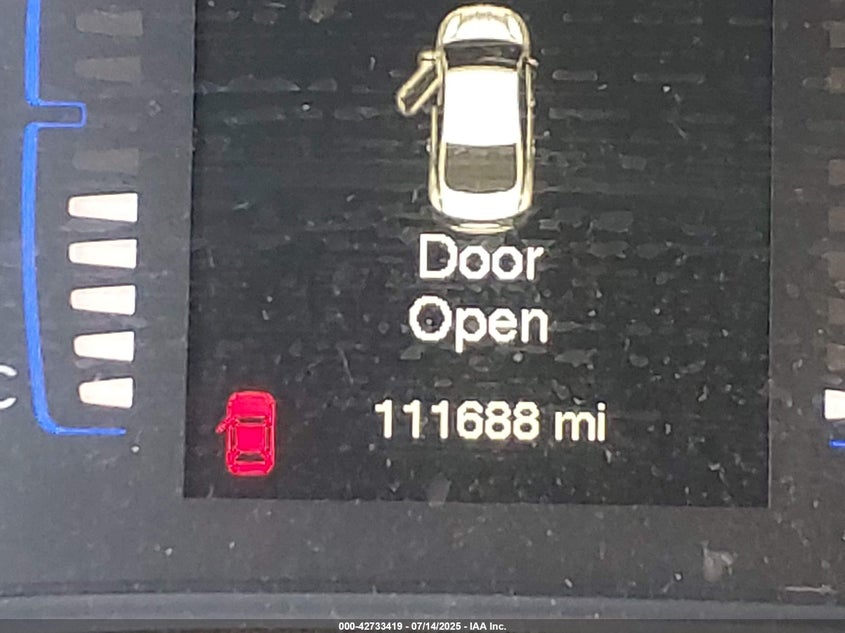 Door
Open
C
111688 mi
000-42733419 - 07/14/2025 - IAA Inc.